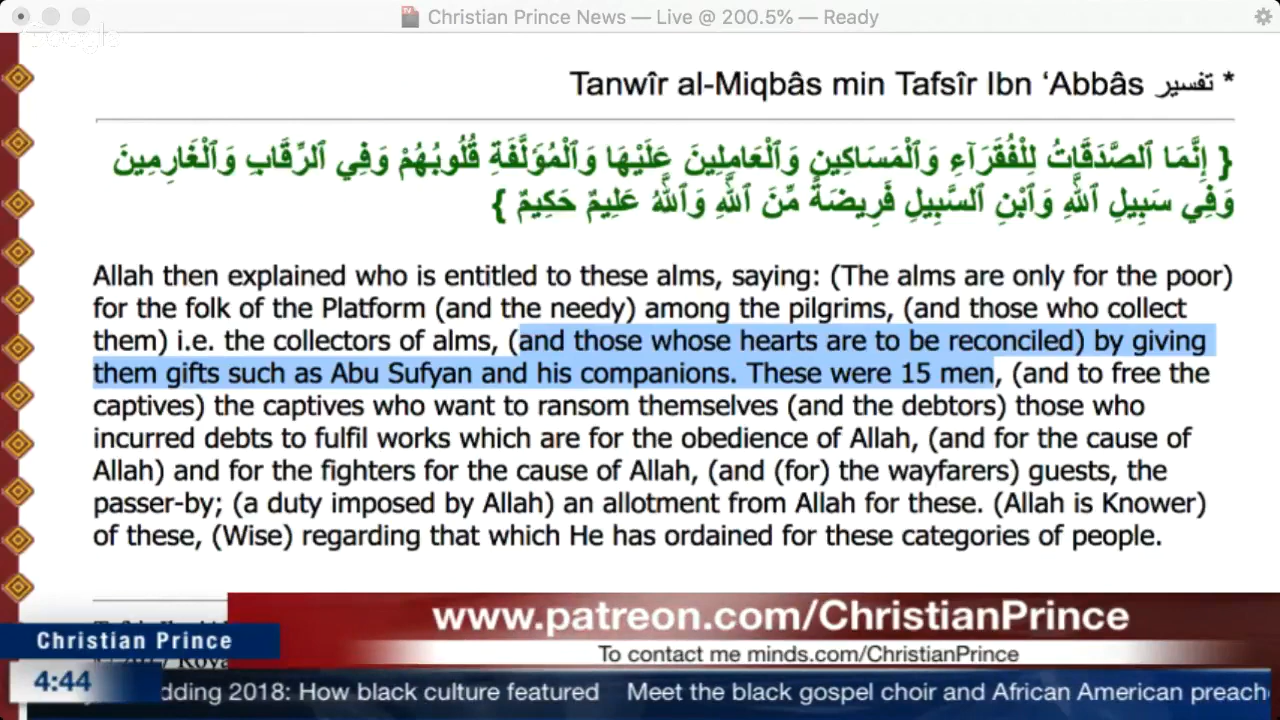 Christian Prince News — Live @ 200.5% — Ready
Google
Tanwîr al-Miqbâs min Tafsîr Ibn ‘Abbâs تفسير *
{ إِنَّمَا ٱلصَّدَقَاتُ لِلْفُقَرَآءِ وَٱلْمَسَاكِينِ وَٱلْعَامِلِينَ عَلَيْهَا وَٱلْمُؤَلَّفَةِ قُلُوبُهُمْ وَفِي ٱلرِّقَابِ وَٱلْغَارِمِينَ
وَفِي سَبِيلِ ٱللَّهِ وَٱبْنِ ٱلسَّبِيلِ فَرِيضَةً مِّنَ ٱللَّهِ وَٱللَّهُ عَلِيمٌ حَكِيمٌ }
Allah then explained who is entitled to these alms, saying: (The alms are only for the poor)
for the folk of the Platform (and the needy) among the pilgrims, (and those who collect
them) i.e. the collectors of alms, (and those whose hearts are to be reconciled) by giving
them gifts such as Abu Sufyan and his companions. These were 15 men, (and to free the
captives) the captives who want to ransom themselves (and the debtors) those who
incurred debts to fulfil works which are for the obedience of Allah, (and for the cause of
Allah) and for the fighters for the cause of Allah, (and (for) the wayfarers) guests, the
passer-by; (a duty imposed by Allah) an allotment from Allah for these. (Allah is Knower)
of these, (Wise) regarding that which He has ordained for these categories of people.
www.patreon.com/ChristianPrince
Christian Prince
To contact me minds.com/ChristianPrince
4:44
dding 2018: How black culture featured Meet the black gospel choir and African American preach